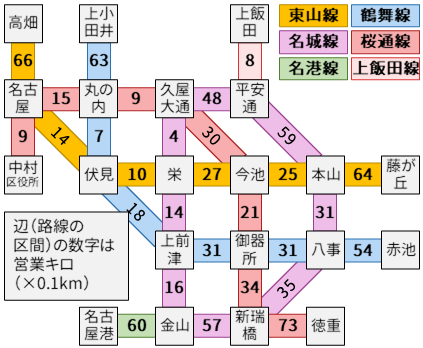 高畑
上小
田井
上飯
田
東山線
鶴舞線
名城線
桜通線
名港線
上飯田線
66
63
8
名古
屋
15
丸の
内
9
久屋
大通
48
平安
通
9
14
7
4
30
59
中村
区役所
伏見
10
栄
27
今池
25
本山
64
藤が
丘
18
14
21
31
辺(路線の
区間)の数字は
営業キロ
(×0.1km)
上前
津
31
御器
所
31
八事
54
赤池
16
34
35
名古
屋港
60
金山
57
新瑞
橋
73
徳重